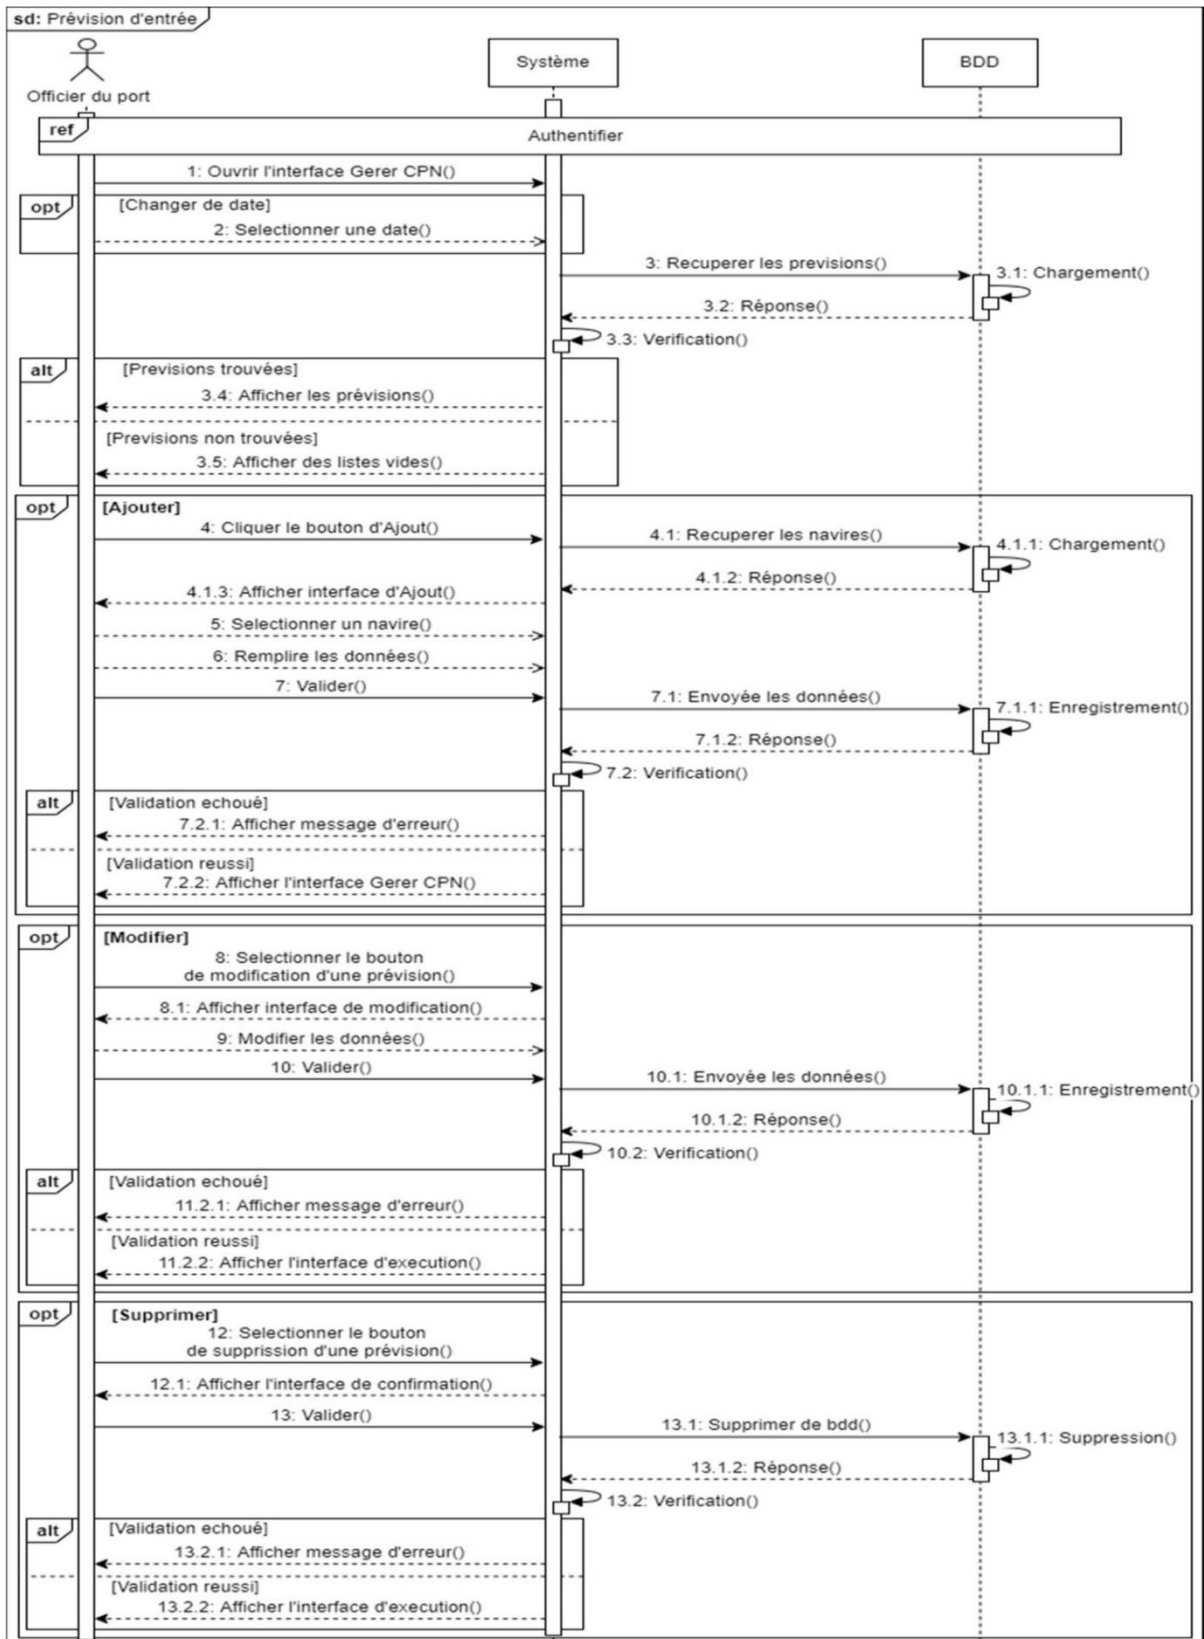 sd: Prévision d'entrée
Officier du port
Système
BDD
ref
Authentifier
1: Ouvrir l'interface Gerer CPN()
opt
[Changer de date]
2: Selectionner une date()
3: Recuperer les previsions()
3.1: Chargement()
3.2: Réponse()
3.3: Verification()
alt
[Previsions trouvées]
3.4: Afficher les prévisions()
[Previsions non trouvées]
3.5: Afficher des listes vides()
opt
[Ajouter]
4: Cliquer le bouton d'Ajout()
4.1: Recuperer les navires()
4.1.1: Chargement()
4.1.2: Réponse()
4.1.3: Afficher interface d'Ajout()
5: Selectionner un navire()
6: Remplire les données()
7: Valider()
7.1: Envoyée les données()
7.1.1: Enregistrement()
7.1.2: Réponse()
7.2: Verification()
alt
[Validation echoué]
7.2.1: Afficher message d'erreur()
[Validation reussi]
7.2.2: Afficher l'interface Gerer CPN()
opt
[Modifier]
8: Selectionner le bouton
de modification d'une prévision()
8.1: Afficher interface de modification()
9: Modifier les données()
10: Valider()
10.1: Envoyée les données()
10.1.1: Enregistrement()
10.1.2: Réponse()
10.2: Verification()
alt
[Validation echoué]
11.2.1: Afficher message d'erreur()
[Validation reussi]
11.2.2: Afficher l'interface d'execution()
opt
[Supprimer]
12: Selectionner le bouton
de supprission d'une prévision()
12.1: Afficher l'interface de confirmation()
13: Valider()
13.1: Supprimer de bdd()
13.1.1: Suppression()
13.1.2: Réponse()
13.2: Verification()
alt
[Validation echoué]
13.2.1: Afficher message d'erreur()
[Validation reussi]
13.2.2: Afficher l'interface d'execution()